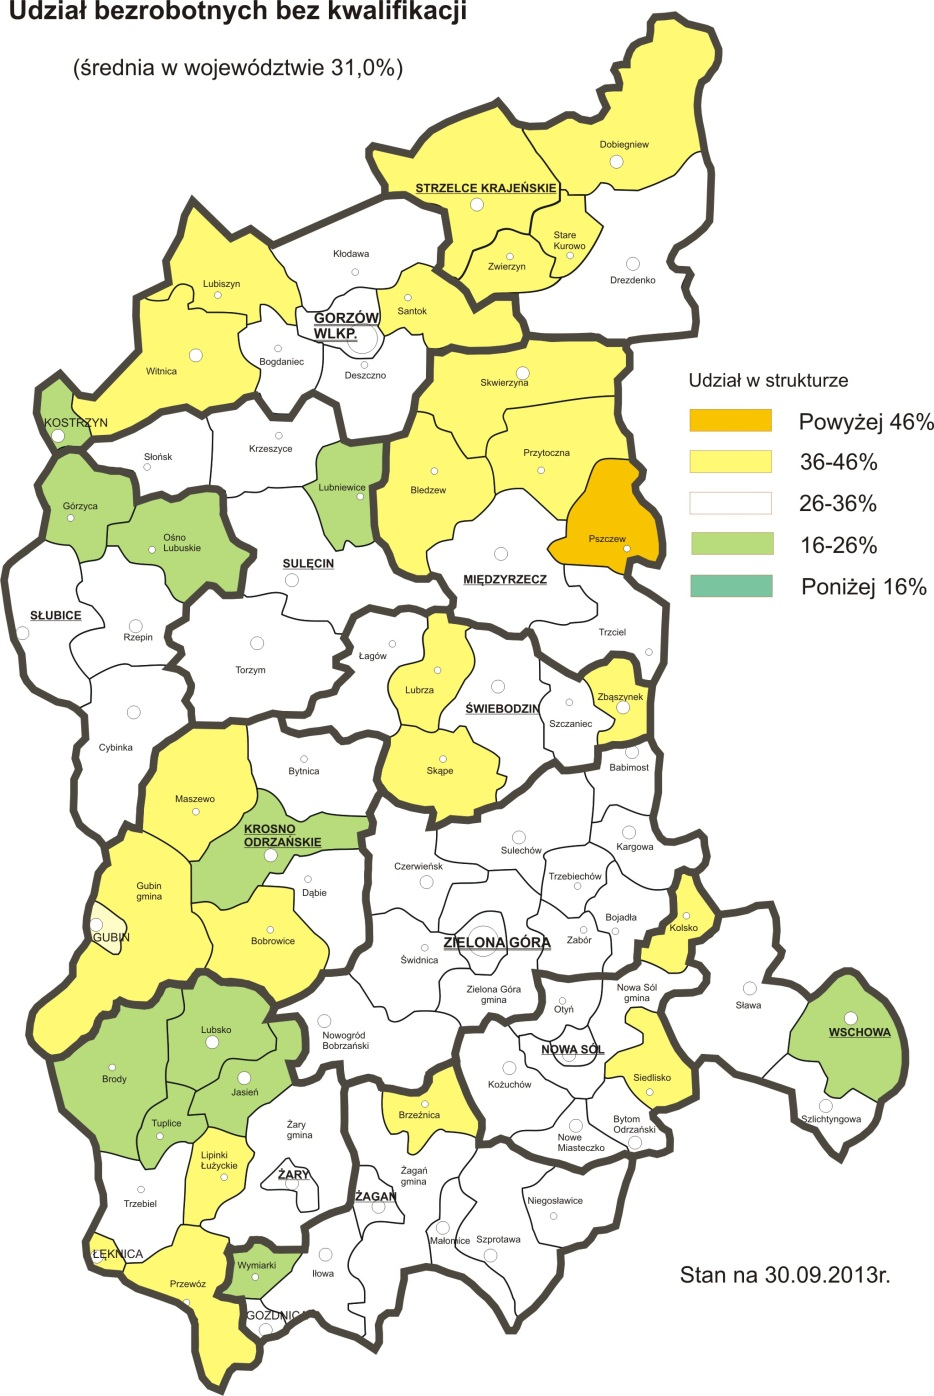 Udział bezrobotnych bez kwalifikacji
(średnia w województwie 31,0%)
Dobiegniew
STRZELCE KRAJEŃSKIE
Stare
Kurowo
Kłodawa
Zwierzyn
Drezdenko
Lubiszyn
Santok
GORZÓW
WLKP.
Bogdaniec
Witnica
Deszczno
Skwierzyna
Udział w strukturze
Powyżej 46%
36-46%
26-36%
16-26%
Poniżej 16%
KOSTRZYN
Krzeszyce
Słońsk
Przytoczna
Lubniewice
Bledzew
Górzyca
Ośno
Lubuskie
Pszczew
SULĘCIN
MIĘDZYRZECZ
SŁUBICE
Rzepin
Trzciel
Łagów
Torzym
Lubrza
Zbąszynek
ŚWIEBODZIN
Szczaniec
Cybinka
Babimost
Bytnica
Skąpe
Maszewo
KROSNO
ODRZAŃSKIE
Kargowa
Sulechów
Czerwieńsk
Trzebiechów
Gubin
gmina
Dąbie
Bojadła
Kolsko
GUBIN
Bobrowice
ZIELONA GÓRA
Zabór
Świdnica
Zielona Góra
gmina
Nowa Sól
gmina
Sława
Otyń
Lubsko
Nowogród
Bobrzański
WSCHOWA
NOWA SÓL
Brody
Kożuchów
Siedlisko
Jasień
Brzeźnica
Tuplice
Żary
gmina
Bytom
Odrzański
Szlichtyngowa
Nowe
Miasteczko
Lipinki
Łużyckie
Żagań
gmina
ŻARY
Trzebiel
ŻAGAŃ
Niegosławice
Małomice
Szprotawa
ŁĘKNICA
Wymiarki
Iłowa
Przewóz
Stan na 30.09.2013r.
GOZDNICA